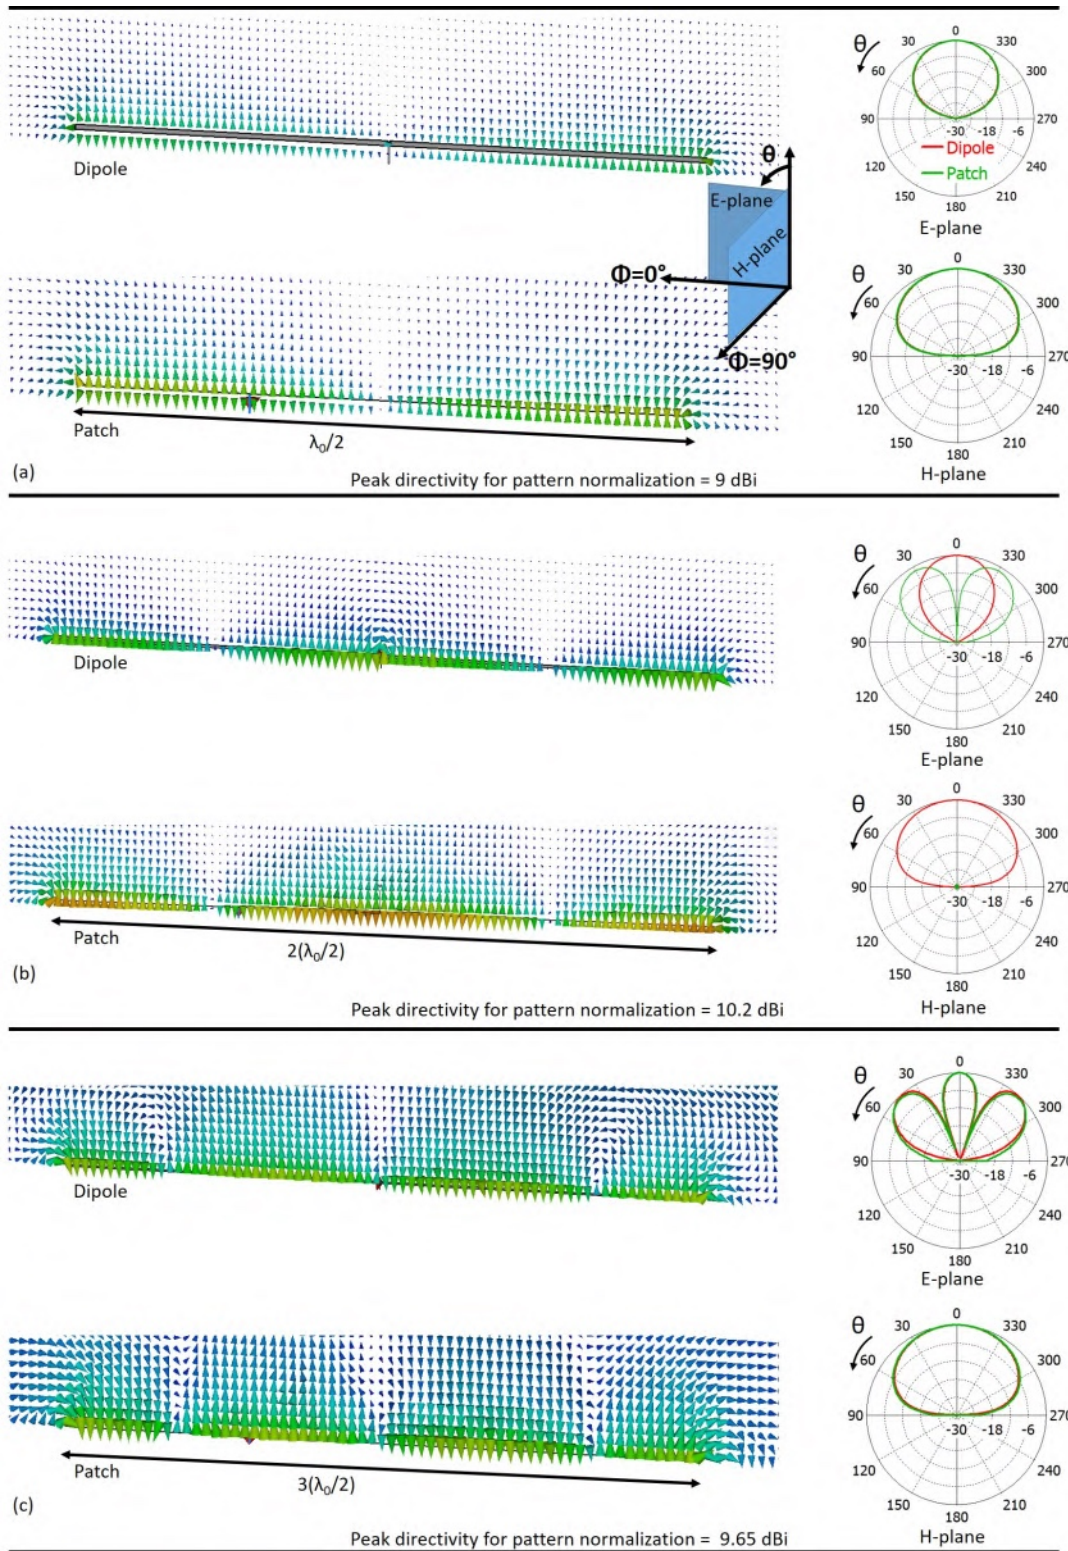 Dipole
θ
E-plane
H-plane
Φ=0°
Φ=90°
Patch
λ₀/2
(a)
Peak directivity for pattern normalization = 9 dBi
0
θ
30
330
60
300
90
-30
-18
-6
270
Dipole
120
240
Patch
150
210
180
E-plane
0
θ
30
330
60
300
90
-30
-18
-6
270
120
240
150
210
180
H-plane
Dipole
Patch
2(λ₀/2)
(b)
Peak directivity for pattern normalization = 10.2 dBi
0
θ
30
330
60
300
90
-30
-18
-6
270
120
240
150
210
180
E-plane
0
θ
30
330
60
300
90
-30
-18
-6
270
120
240
150
210
180
H-plane
Dipole
Patch
3(λ₀/2)
(c)
Peak directivity for pattern normalization = 9.65 dBi
0
θ
30
330
60
300
90
-30
-18
-6
270
120
240
150
210
180
E-plane
0
θ
30
330
60
300
90
-30
-18
-6
270
120
240
150
210
180
H-plane